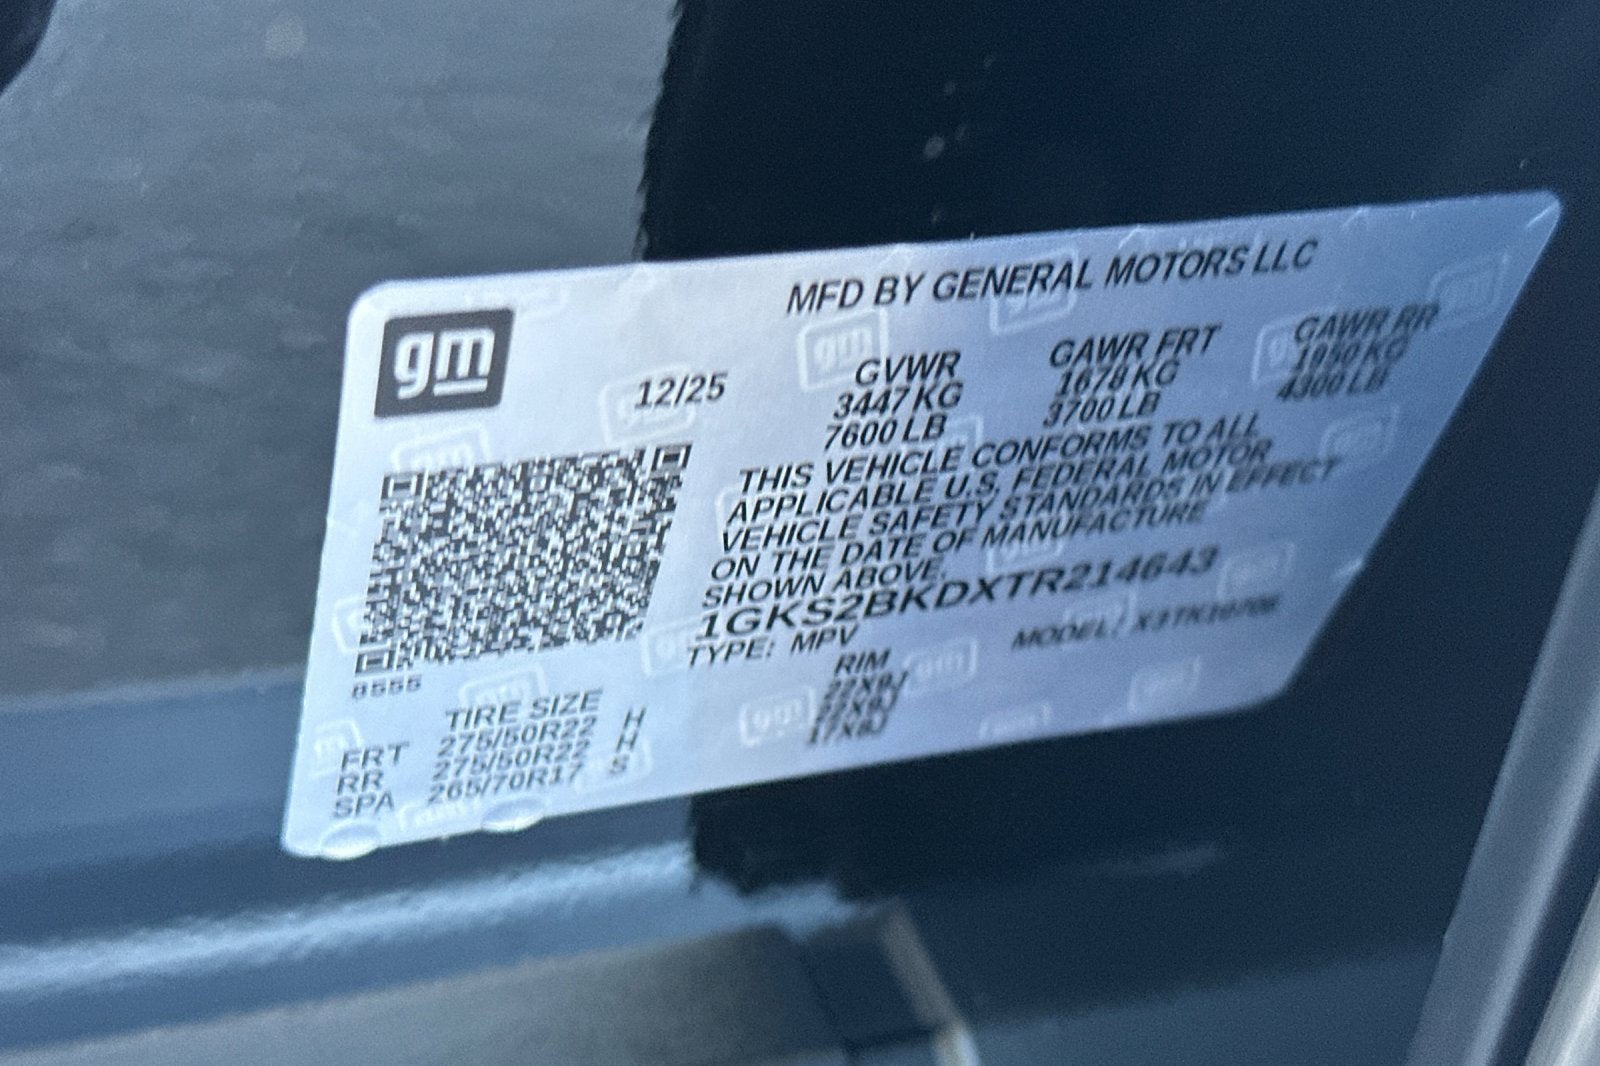 gm
MFD BY GENERAL MOTORS LLC
12/25
GVWR GAWR FRT GAWR RR
3447 KG 1678 KG 1950 KG
7600 LB 3700 LB 4300 LB
THIS VEHICLE CONFORMS TO ALL
APPLICABLE U.S. FEDERAL MOTOR
VEHICLE SAFETY STANDARDS IN EFFECT
ON THE DATE OF MANUFACTURE
SHOWN ABOVE.
1GKS2BKDXTR214643
TYPE: MPV MODEL:
8555
TIRE SIZE RIM
FRT 275/50R22 H 22X9J
RR 275/50R22 H 22X9J
SPA 265/70R17 S